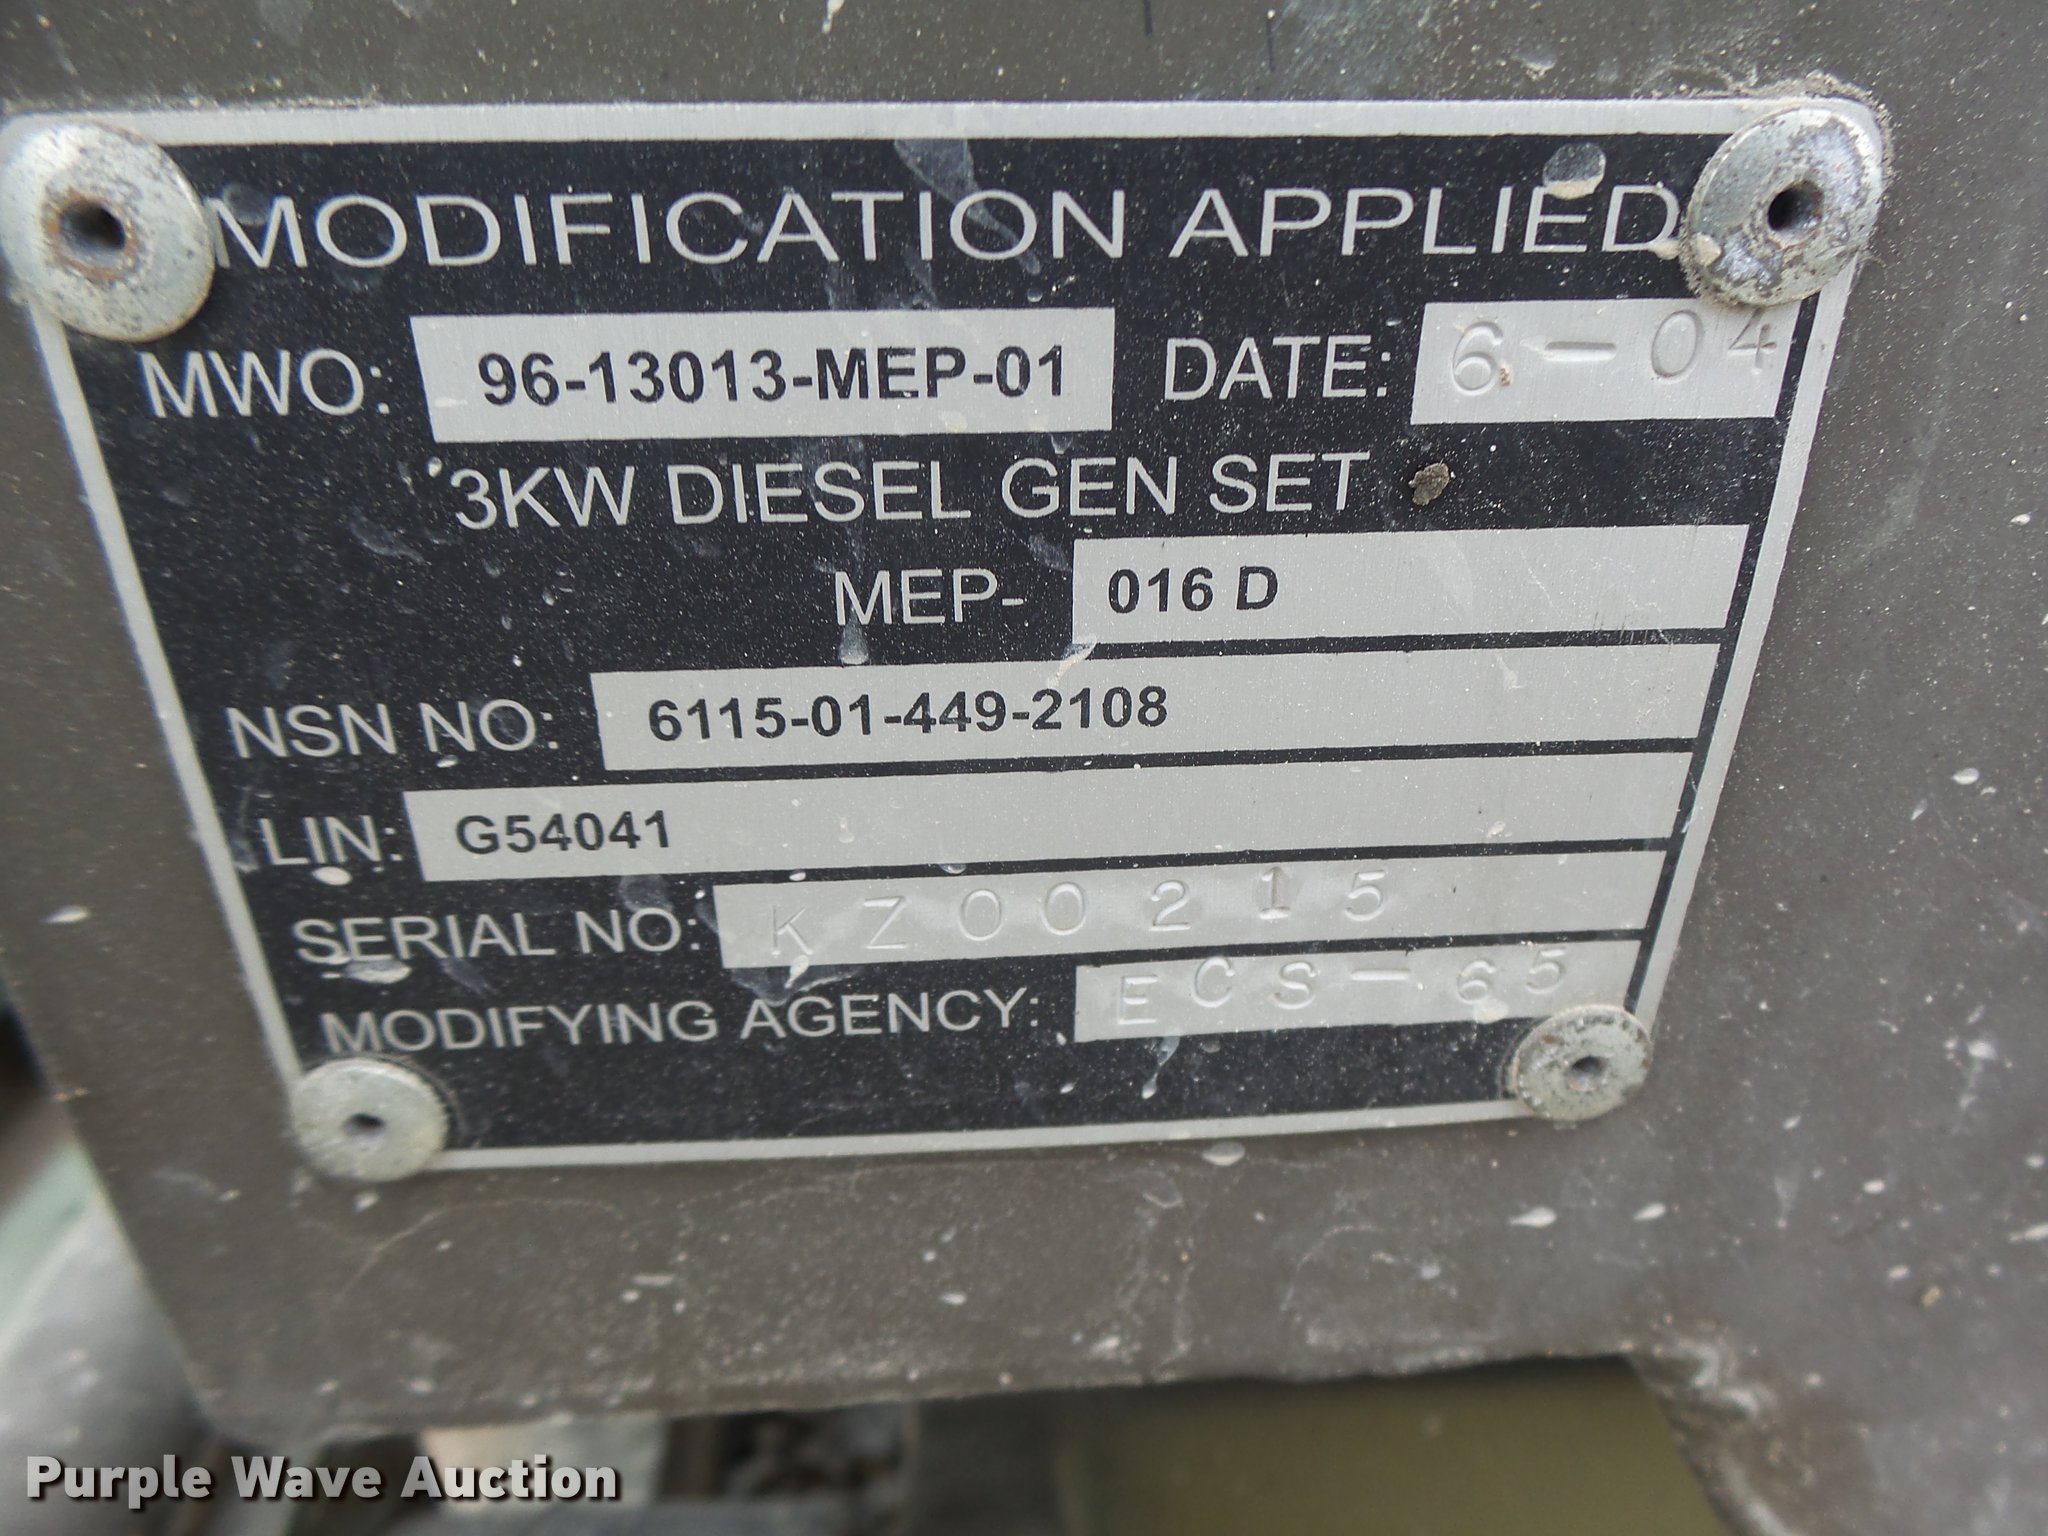 MODIFICATION APPLIED
MWO: 96-13013-MEP-01 DATE: 6-04
3KW DIESEL GEN SET
MEP- 016 D
NSN NO: 6115-01-449-2108
LIN: G54041
SERIAL NO: KZ00215
MODIFYING AGENCY: ECS-65
Purple Wave Auction